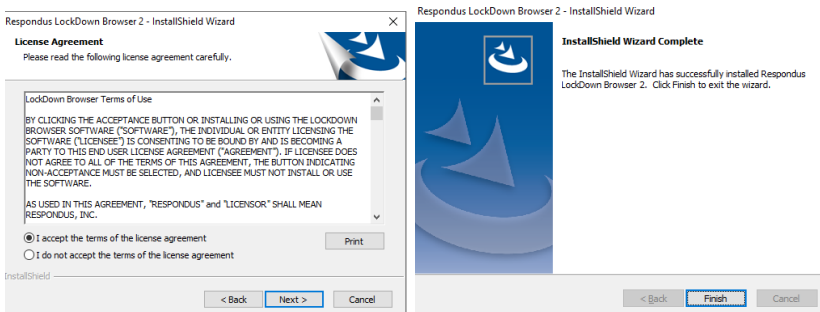 Respondus LockDown Browser 2 - InstallShield Wizard
License Agreement
Please read the following license agreement carefully.
LockDown Browser Terms of Use
BY CLICKING THE ACCEPTANCE BUTTON OR INSTALLING OR USING THE LOCKDOWN
BROWSER SOFTWARE ("SOFTWARE"), THE INDIVIDUAL OR ENTITY LICENSING THE
SOFTWARE ("LICENSEE") IS CONSENTING TO BE BOUND BY AND IS BECOMING A
PARTY TO THIS END USER LICENSE AGREEMENT ("AGREEMENT"). IF LICENSEE DOES
NOT AGREE TO ALL OF THE TERMS OF THIS AGREEMENT, THE BUTTON INDICATING
NON-ACCEPTANCE MUST BE SELECTED, AND LICENSEE MUST NOT INSTALL OR USE
THE SOFTWARE.
AS USED IN THIS AGREEMENT, "RESPONDUS" and "LICENSOR" SHALL MEAN
RESPONDUS, INC.
I accept the terms of the license agreement
Print
I do not accept the terms of the license agreement
InstallShield
< Back Next > Cancel
Respondus LockDown Browser 2 - InstallShield Wizard
InstallShield Wizard Complete
The InstallShield Wizard has successfully installed Respondus
LockDown Browser 2. Click Finish to exit the wizard.
< Back Finish Cancel